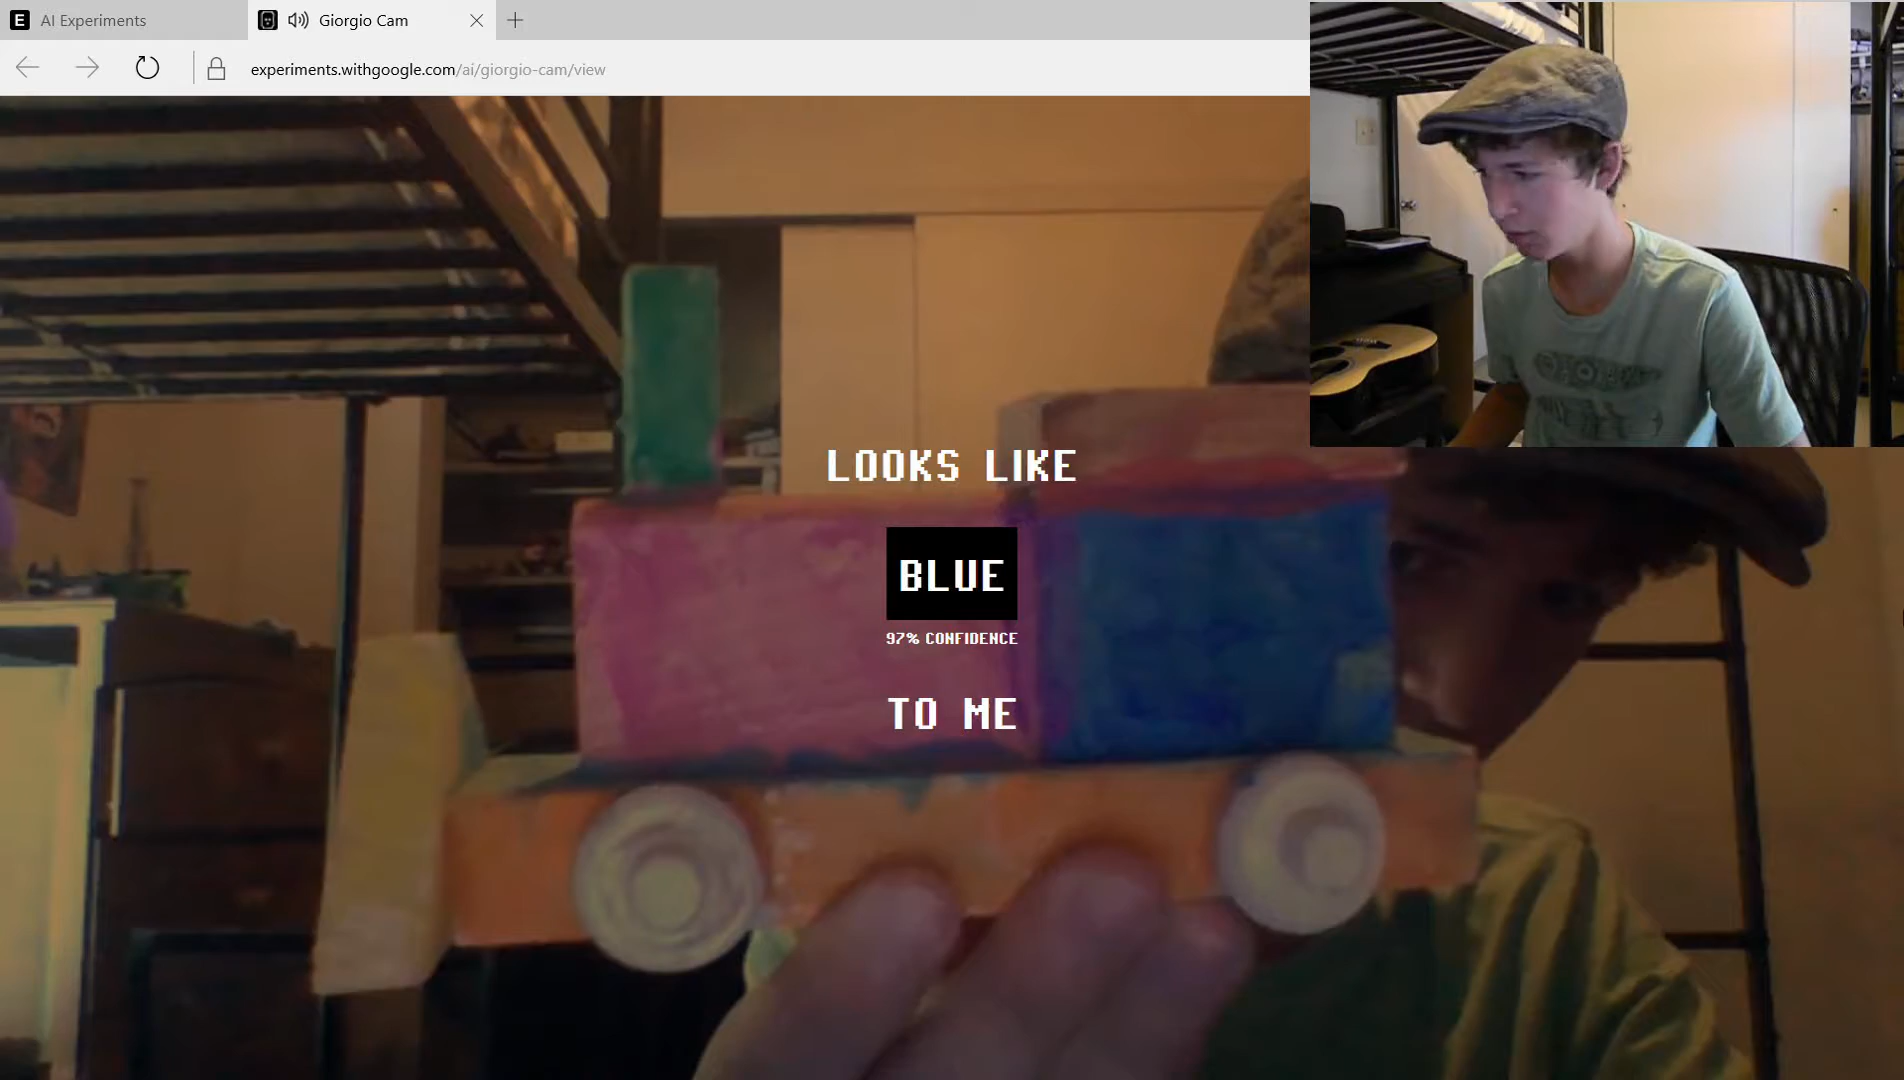 E AI Experiments
Giorgio Cam
experiments.withgoogle.com/ai/giorgio-cam/view
LOOKS LIKE
BLUE
97% CONFIDENCE
TO ME